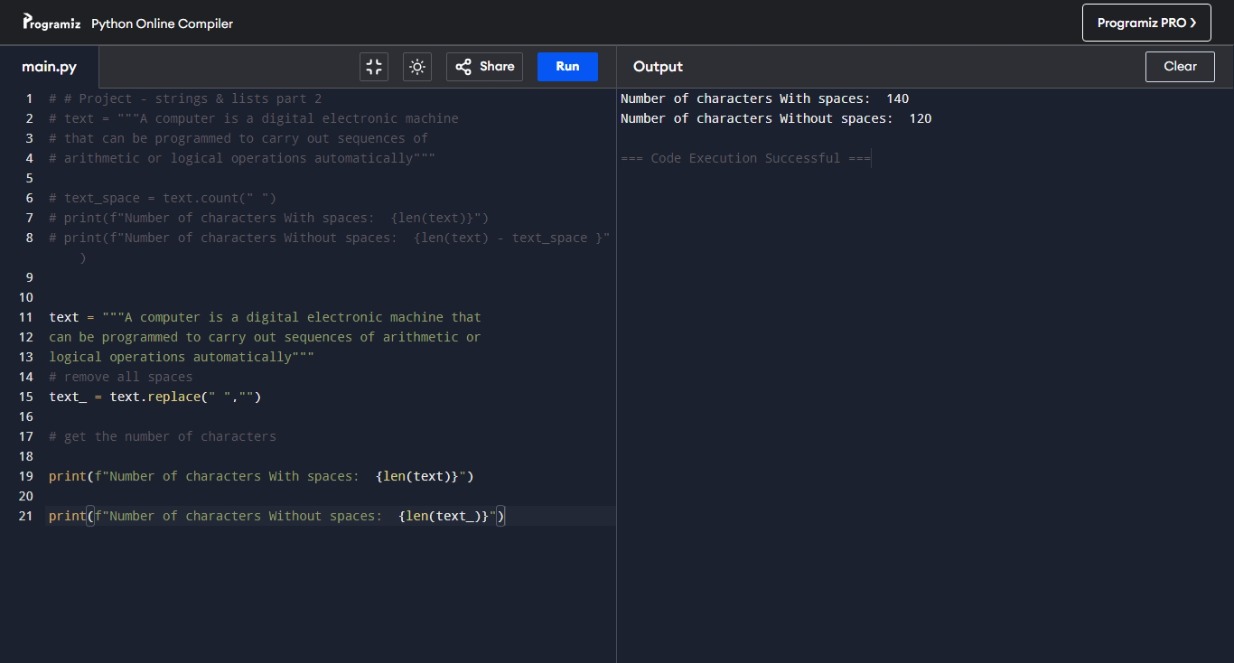 Programiz Python Online Compiler
Programiz PRO >
main.py
Share
Run
Output
Clear
1 # # Project - strings & lists part 2
2 # text = """A computer is a digital electronic machine
3 # that can be programmed to carry out sequences of
4 # arithmetic or logical operations automatically"""
5
6 # text_space = text.count(" ")
7 # print(f"Number of characters With spaces:  {len(text)}")
8 # print(f"Number of characters Without spaces:  {len(text) - text_space }"
)
9
10
11 text = """A computer is a digital electronic machine that
12 can be programmed to carry out sequences of arithmetic or
13 logical operations automatically"""
14 # remove all spaces
15 text_ = text.replace(" ","")
16
17 # get the number of characters
18
19 print(f"Number of characters With spaces:  {len(text)}")
20
21 print(f"Number of characters Without spaces:  {len(text_)}")
Number of characters With spaces:  140
Number of characters Without spaces:  120
=== Code Execution Successful ===